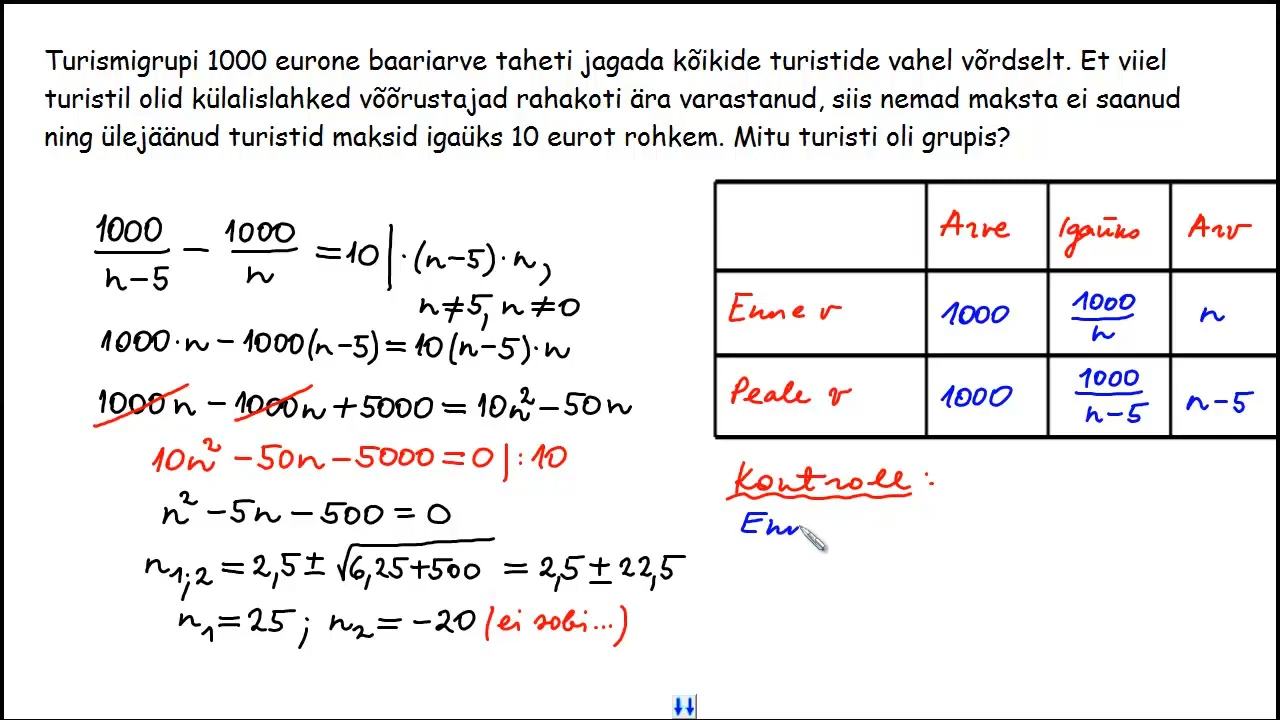 Turismigrupi 1000 eurone baariarve taheti jagada kõikide turistide vahel võrdselt. Et viiel
turistil olid külalislahked võõrustajad rahakoti ära varastanud, siis nemad maksta ei saanud
ning ülejäänud turistid maksid igaüks 10 eurot rohkem. Mitu turisti oli grupis?
1000/(n-5) - 1000/n = 10 | ·(n-5)·n,
n≠5, n≠0
1000·n - 1000(n-5) = 10(n-5)·n
1000n - 1000n + 5000 = 10n² - 50n
10n² - 50n - 5000 = 0 | :10
n² - 5n - 500 = 0
n₁;₂ = 2,5 ± √(6,25+500) = 2,5 ± 22,5
n₁ = 25 ; n₂ = -20 (ei sobi...)
Arve Igaüks Arv
Enne v 1000 1000/n n
Peale v 1000 1000/(n-5) n-5
Kontroll :
Enn